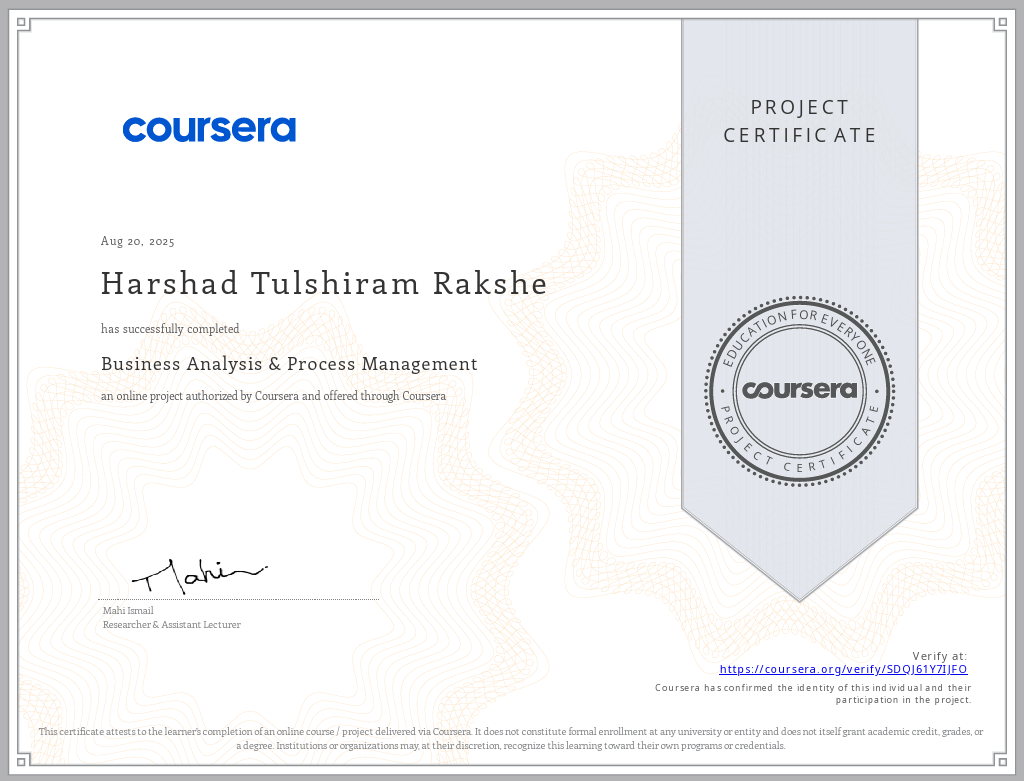 coursera
PROJECT
CERTIFICATE
Aug 20, 2025
Harshad Tulshiram Rakshe
has successfully completed
Business Analysis & Process Management
an online project authorized by Coursera and offered through Coursera
EDUCATION FOR EVERYONE
coursera
PROJECT CERTIFICATE
Mahi
Mahi Ismail
Researcher & Assistant Lecturer
Verify at:
https://coursera.org/verify/SDQJ61Y7IJFO
Coursera has confirmed the identity of this individual and their
participation in the project.
This certificate attests to the learner's completion of an online course / project delivered via Coursera. It does not constitute formal enrollment at any university or entity and does not itself grant academic credit, grades, or
a degree. Institutions or organizations may, at their discretion, recognize this learning toward their own programs or credentials.